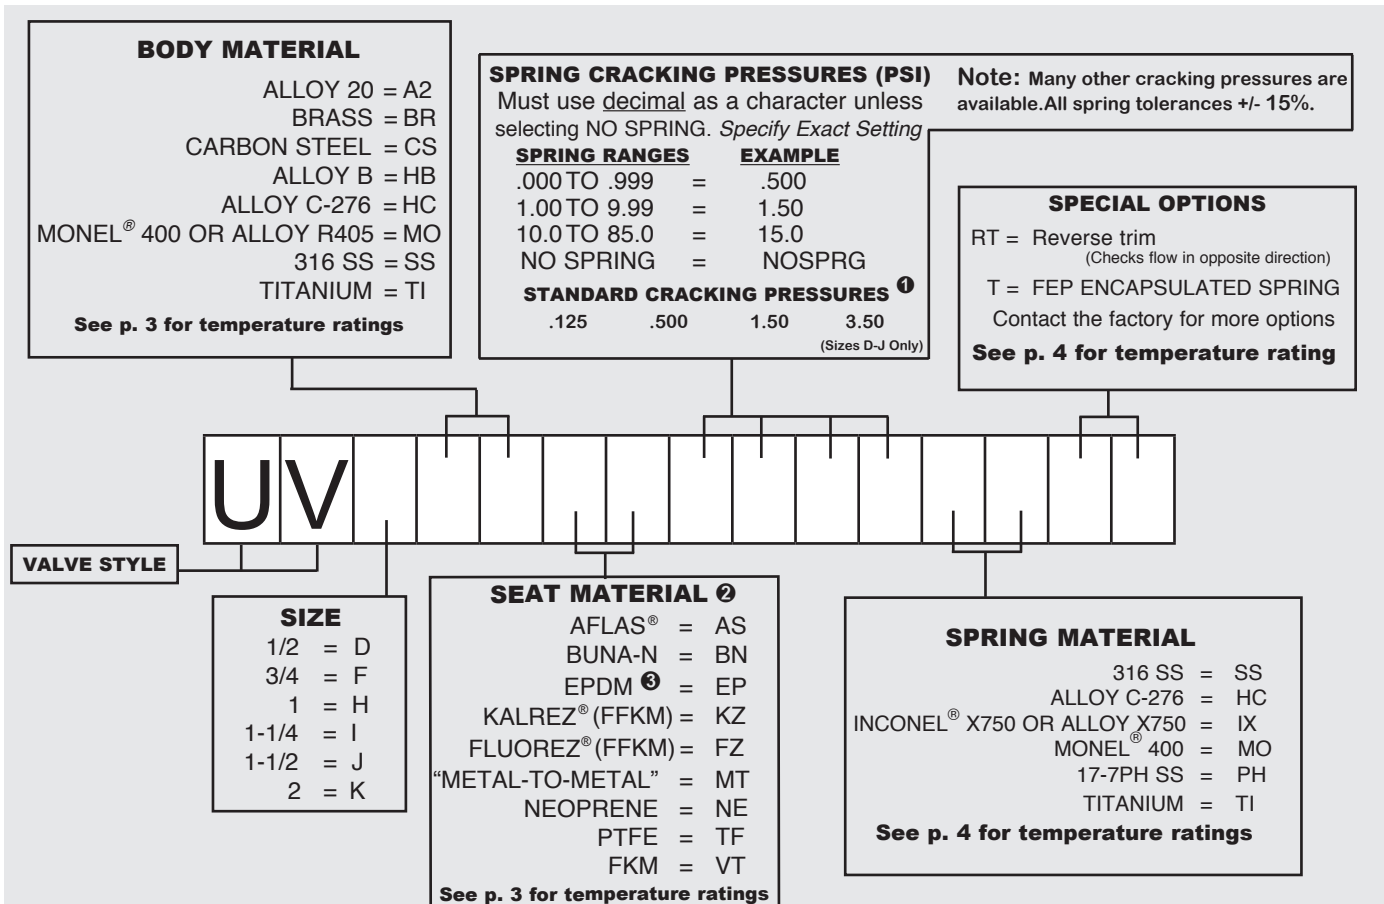 BODY MATERIAL
ALLOY 20 = A2
BRASS = BR
CARBON STEEL = CS
ALLOY B = HB
ALLOY C-276 = HC
MONEL® 400 OR ALLOY R405 = MO
316 SS = SS
TITANIUM = TI
See p. 3 for temperature ratings
SPRING CRACKING PRESSURES (PSI)
Must use decimal as a character unless
selecting NO SPRING. Specify Exact Setting
SPRING RANGES EXAMPLE
.000 TO .999 = .500
1.00 TO 9.99 = 1.50
10.0 TO 85.0 = 15.0
NO SPRING = NOSPRG
STANDARD CRACKING PRESSURES ❶
.125 .500 1.50 3.50
(Sizes D-J Only)
Note: Many other cracking pressures are
available.All spring tolerances +/- 15%.
SPECIAL OPTIONS
RT = Reverse trim
(Checks flow in opposite direction)
T = FEP ENCAPSULATED SPRING
Contact the factory for more options
See p. 4 for temperature rating
UV
VALVE STYLE
SIZE
1/2 = D
3/4 = F
1 = H
1-1/4 = I
1-1/2 = J
2 = K
SEAT MATERIAL ❷
AFLAS® = AS
BUNA-N = BN
EPDM ❸ = EP
KALREZ® (FFKM) = KZ
FLUOREZ® (FFKM) = FZ
“METAL-TO-METAL” = MT
NEOPRENE = NE
PTFE = TF
FKM = VT
See p. 3 for temperature ratings
SPRING MATERIAL
316 SS = SS
ALLOY C-276 = HC
INCONEL® X750 OR ALLOY X750 = IX
MONEL® 400 = MO
17-7PH SS = PH
TITANIUM = TI
See p. 4 for temperature ratings